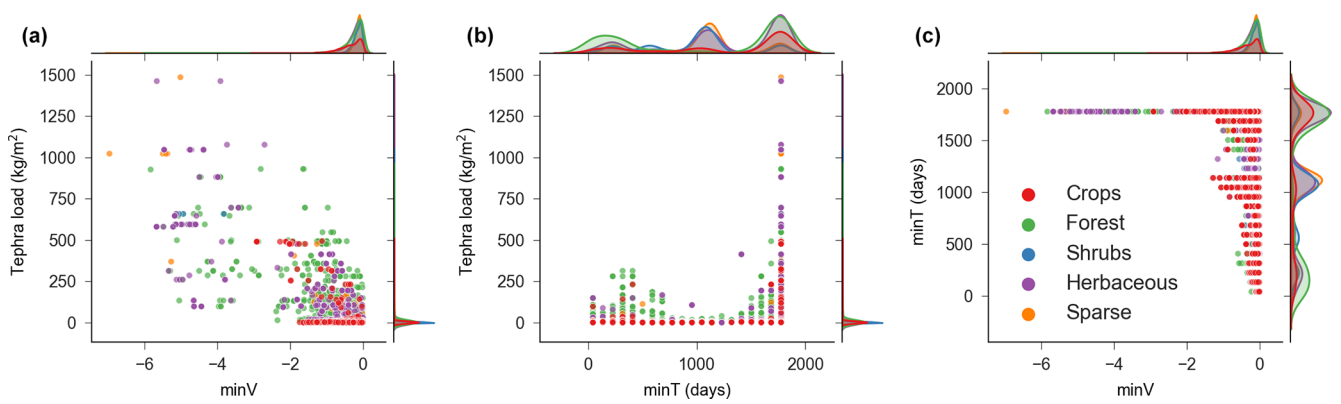 (a)
Tephra load (kg/m²)
1500
1250
1000
750
500
250
0
−6
−4
−2
0
minV
(b)
Tephra load (kg/m²)
1500
1250
1000
750
500
250
0
0
1000
2000
minT (days)
(c)
minT (days)
2000
1500
1000
500
0
Crops
Forest
Shrubs
Herbaceous
Sparse
−6
−4
−2
0
minV